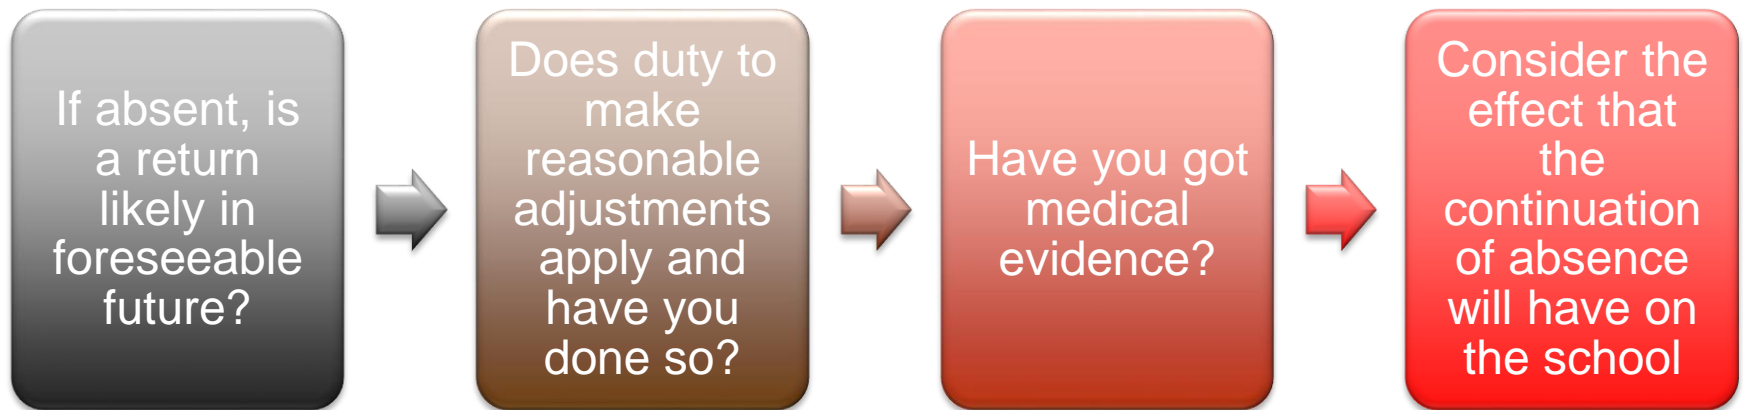 If absent, is
a return
likely in
foreseeable
future?
Does duty to
make
reasonable
adjustments
apply and
have you
done so?
Have you got
medical
evidence?
Consider the
effect that
the
continuation
of absence
will have on
the school